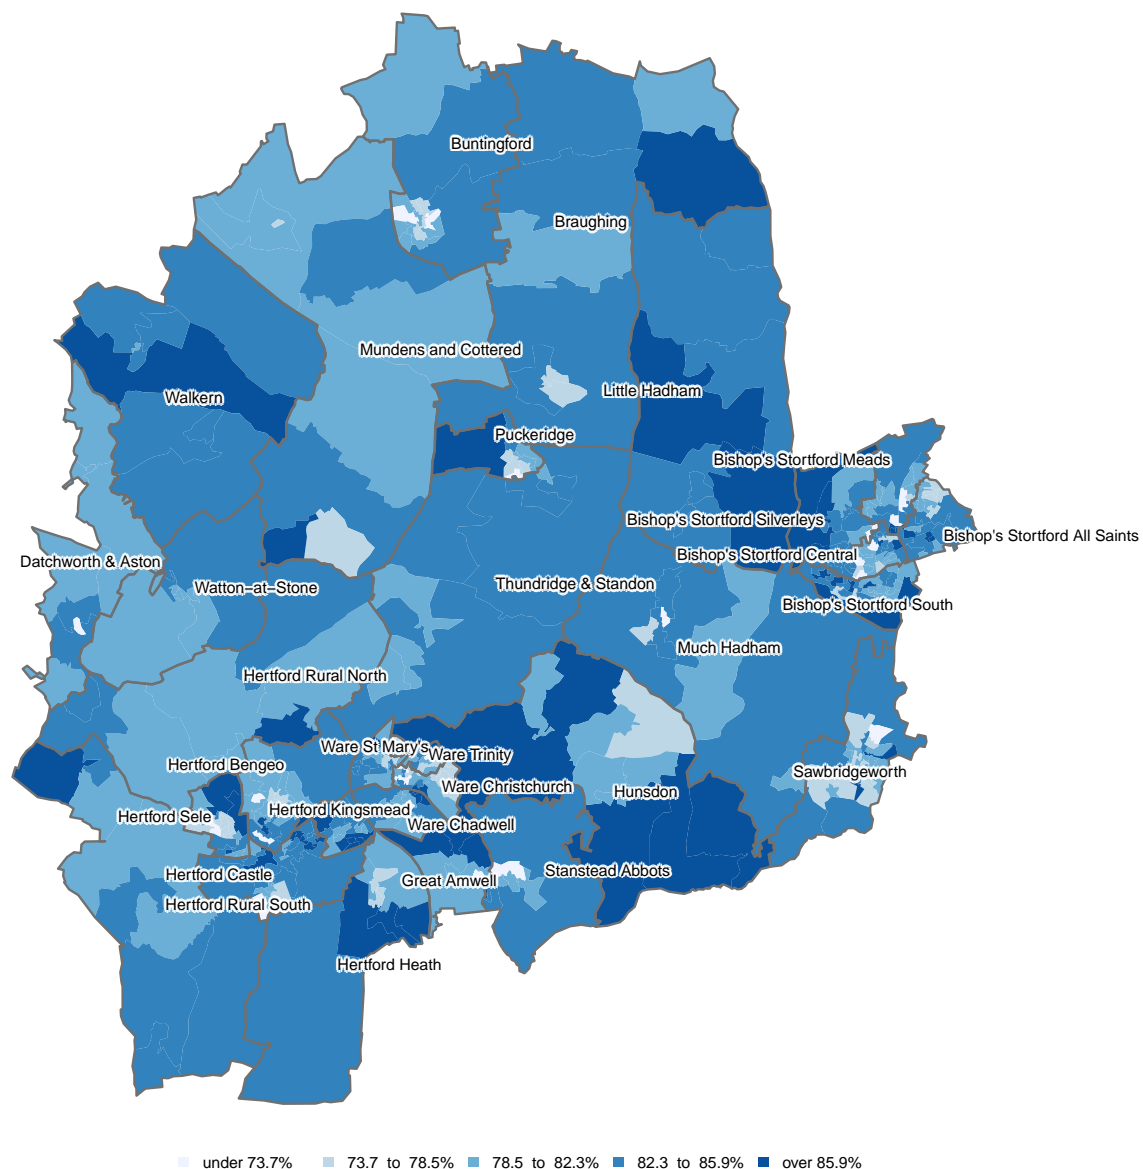 Buntingford
Braughing
Mundens and Cottered
Little Hadham
Walkern
Puckeridge
Bishop's Stortford Meads
Bishop's Stortford Silverleys
Bishop's Stortford All Saints
Bishop's Stortford Central
Datchworth & Aston
Watton−at−Stone
Thundridge & Standon
Bishop's Stortford South
Much Hadham
Hertford Rural North
Ware St Mary's
Ware Trinity
Hertford Bengeo
Sawbridgeworth
Ware Christchurch
Hunsdon
Hertford Kingsmead
Hertford Sele
Ware Chadwell
Stanstead Abbots
Hertford Castle
Great Amwell
Hertford Rural South
Hertford Heath
under 73.7% 73.7 to 78.5% 78.5 to 82.3% 82.3 to 85.9% over 85.9%